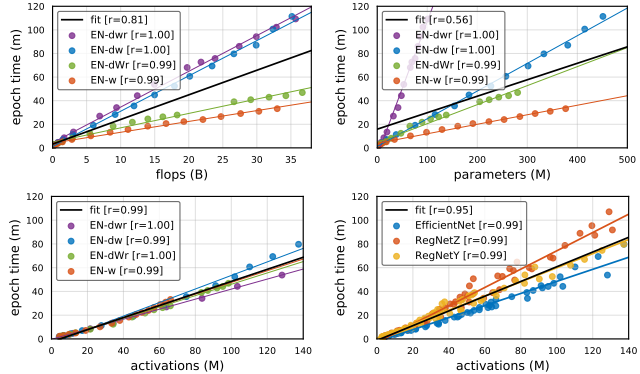 epoch time (m)
120
100
80
60
40
20
0
fit [r=0.81]
EN-dwr [r=1.00]
EN-dw [r=1.00]
EN-dWr [r=0.99]
EN-w [r=0.99]
0 5 10 15 20 25 30 35
flops (B)
epoch time (m)
120
100
80
60
40
20
0
fit [r=0.56]
EN-dwr [r=0.99]
EN-dw [r=1.00]
EN-dWr [r=0.99]
EN-w [r=0.99]
0 100 200 300 400 500
parameters (M)
epoch time (m)
120
100
80
60
40
20
0
fit [r=0.99]
EN-dwr [r=1.00]
EN-dw [r=0.99]
EN-dWr [r=1.00]
EN-w [r=0.99]
0 20 40 60 80 100 120 140
activations (M)
epoch time (m)
120
100
80
60
40
20
0
fit [r=0.95]
EfficientNet [r=0.99]
RegNetZ [r=0.99]
RegNetY [r=0.99]
0 20 40 60 80 100 120 140
activations (M)